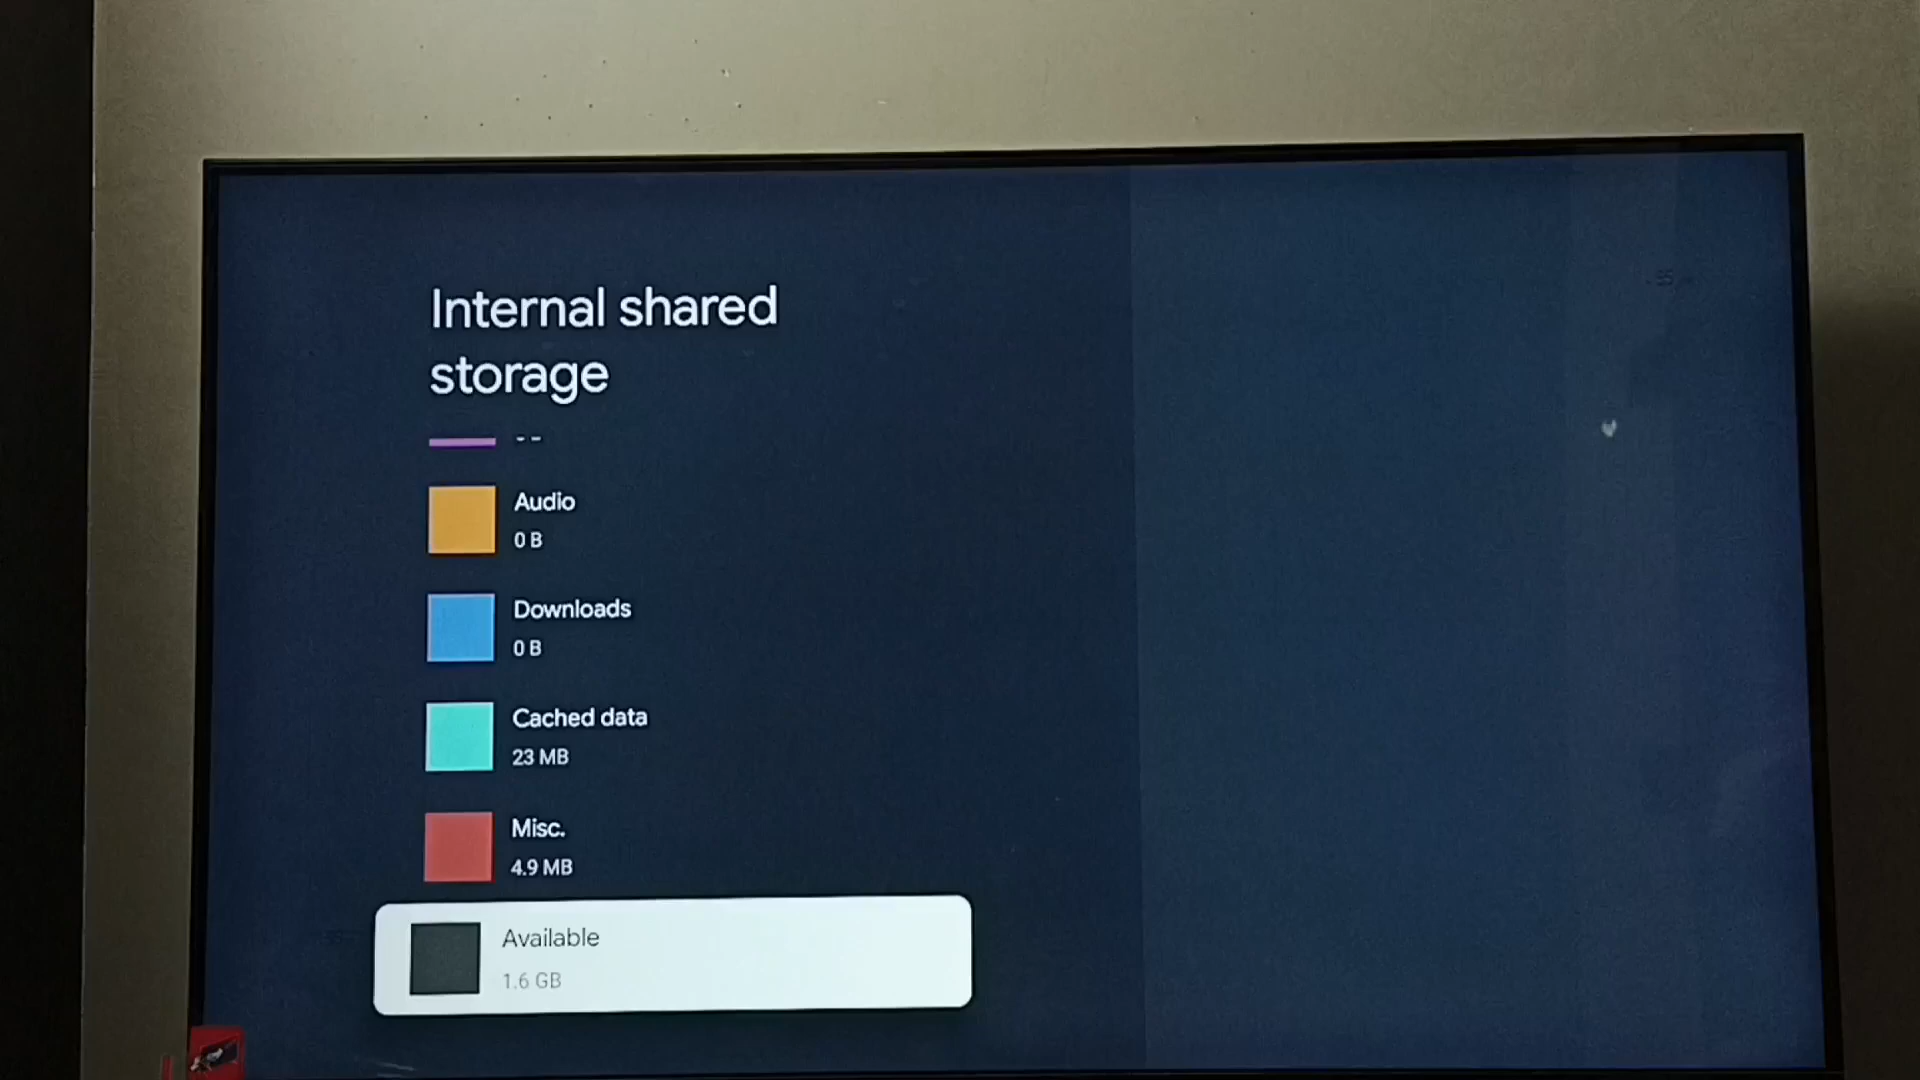 Internal shared
storage
Audio
0 B
Downloads
0 B
Cached data
23 MB
Misc.
4.9 MB
Available
1.6 GB